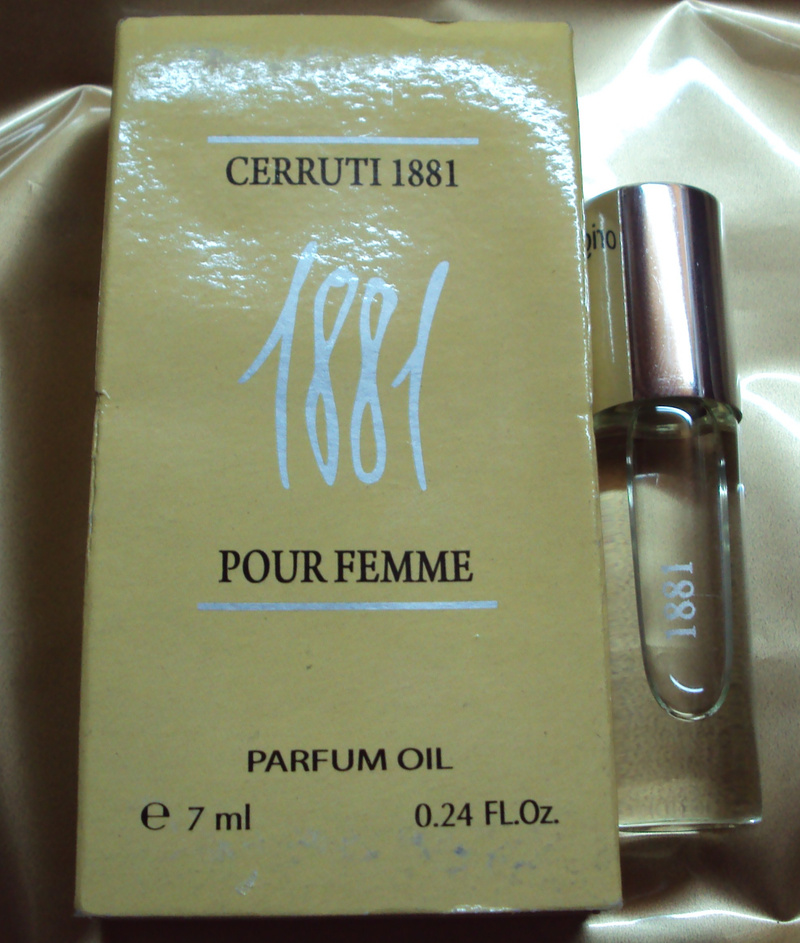 CERRUTI 1881
1881
POUR FEMME
PARFUM OIL
℮ 7 ml 0.24 FL.Oz.
1881